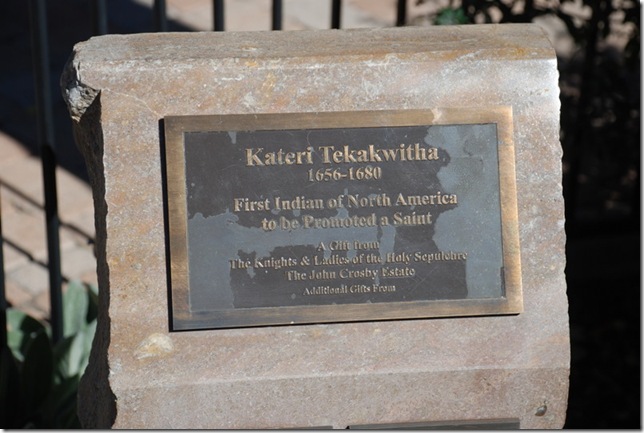 Kateri Tekakwitha
1656-1680
First Indian of North America
to be Promoted a Saint
A Gift from
The Knights & Ladies of the Holy Sepulchre
The John Crosby Estate
Additional Gifts From